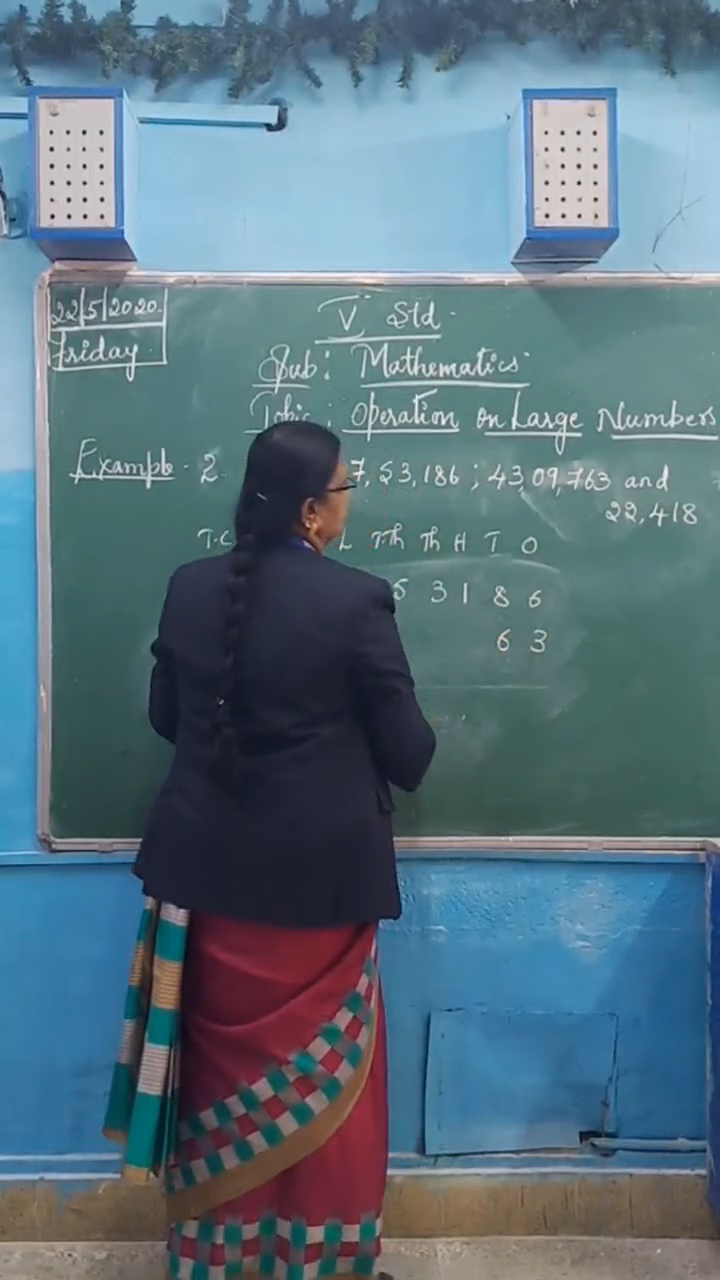 22/5/2020.
Friday.
V Std.
Sub: Mathematics
Topic: Operation on Large Numbers
Example - 2. 7,53,186 ; 43,09,763 and
22,418
T.C L T.Th Th H T O
5 3 1 8 6
6 3